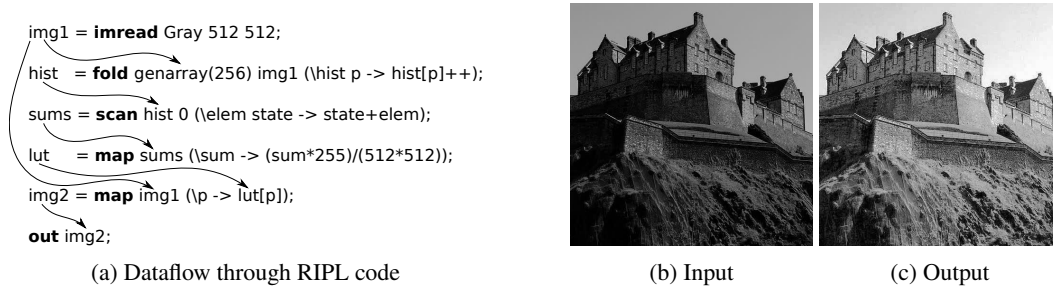 img1 = imread Gray 512 512;
hist = fold genarray(256) img1 (\hist p -> hist[p]++);
sums = scan hist 0 (\elem state -> state+elem);
lut = map sums (\sum -> (sum*255)/(512*512));
img2 = map img1 (\p -> lut[p]);
out img2;
(a) Dataflow through RIPL code
(b) Input
(c) Output